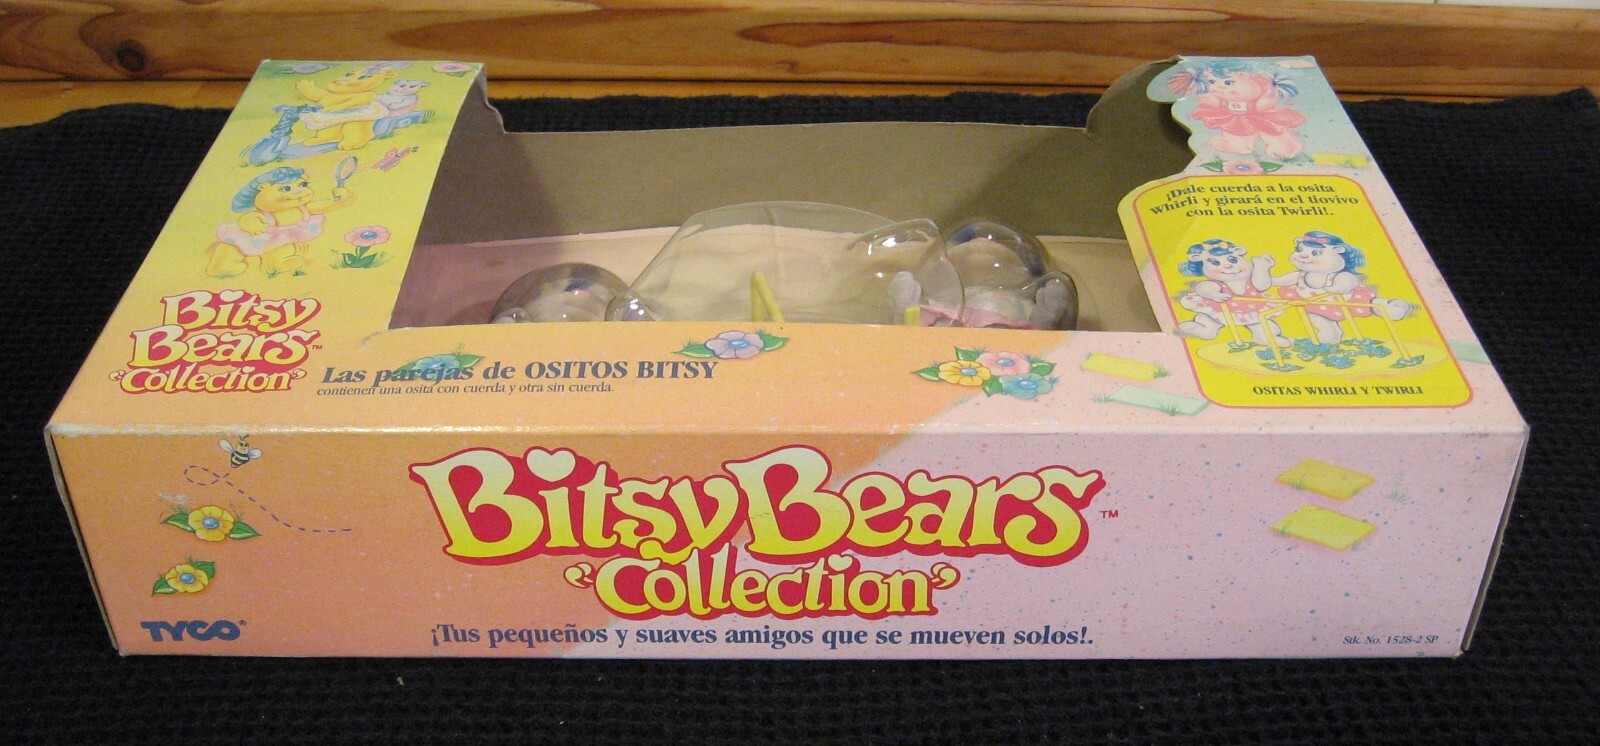 ¡Dale cuerda a la osita
Whirli y girará en el tiovivo
con la osita Twirli!.
OSITAS WHIRLI Y TWIRLI
Bitsy
Bears™
Collection
Las parejas de OSITOS BITSY
contienen una osita con cuerda y otra sin cuerda.
Bitsy Bears™
Collection
TYCO®
¡Tus pequeños y suaves amigos que se mueven solos!.
Stk. No. 1528-2 SP